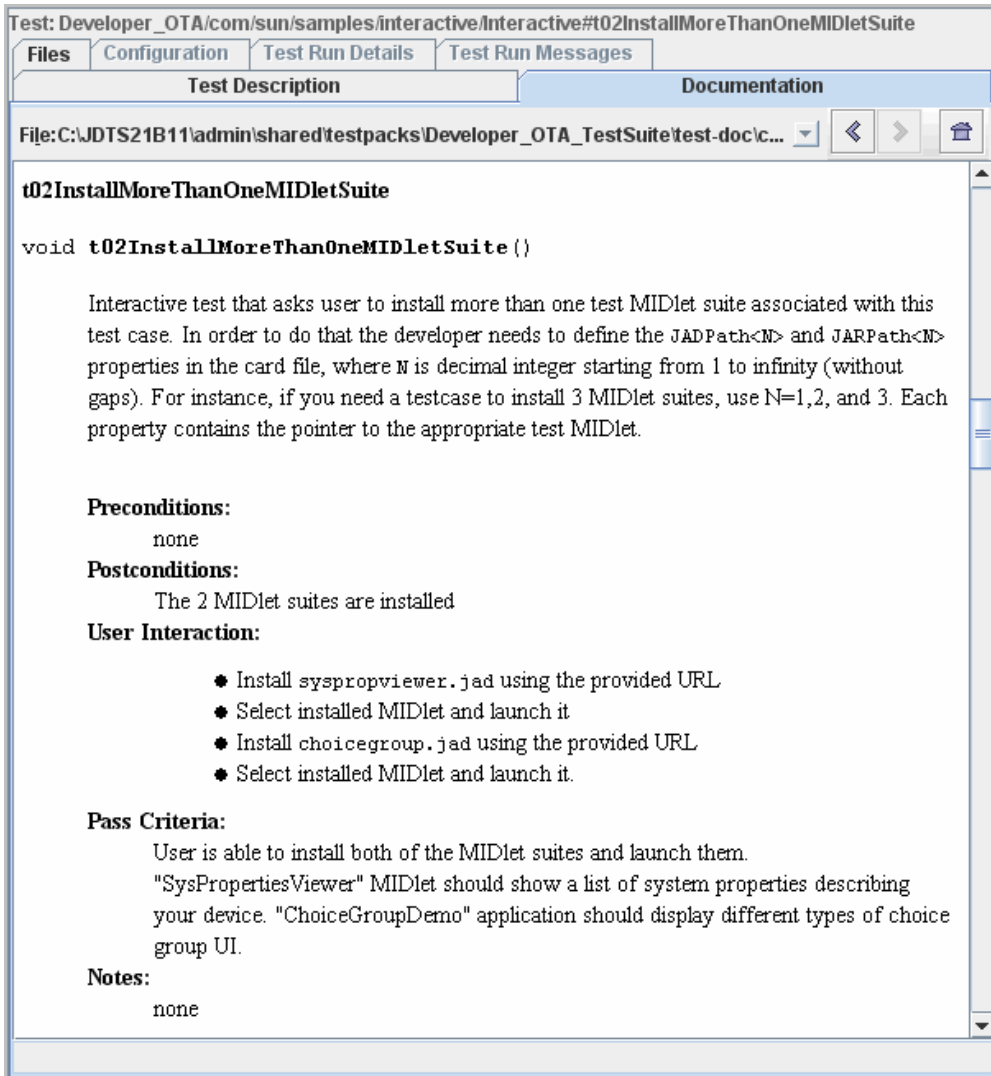 Test: Developer_OTA/com/sun/samples/interactive/Interactive#t02InstallMoreThanOneMIDletSuite
Files Configuration Test Run Details Test Run Messages
Test Description Documentation
File:C:\JDTS21B11\admin\shared\testpacks\Developer_OTA_TestSuite\test-doc\c...
t02InstallMoreThanOneMIDletSuite
void t02InstallMoreThanOneMIDletSuite()
Interactive test that asks user to install more than one test MIDlet suite associated with this
test case. In order to do that the developer needs to define the JADPath<N> and JARPath<N>
properties in the card file, where N is decimal integer starting from 1 to infinity (without
gaps). For instance, if you need a testcase to install 3 MIDlet suites, use N=1,2, and 3. Each
property contains the pointer to the appropriate test MIDlet.
Preconditions:
none
Postconditions:
The 2 MIDlet suites are installed
User Interaction:
● Install syspropviewer.jad using the provided URL
● Select installed MIDlet and launch it
● Install choicegroup.jad using the provided URL
● Select installed MIDlet and launch it.
Pass Criteria:
User is able to install both of the MIDlet suites and launch them.
"SysPropertiesViewer" MIDlet should show a list of system properties describing
your device. "ChoiceGroupDemo" application should display different types of choice
group UI.
Notes:
none